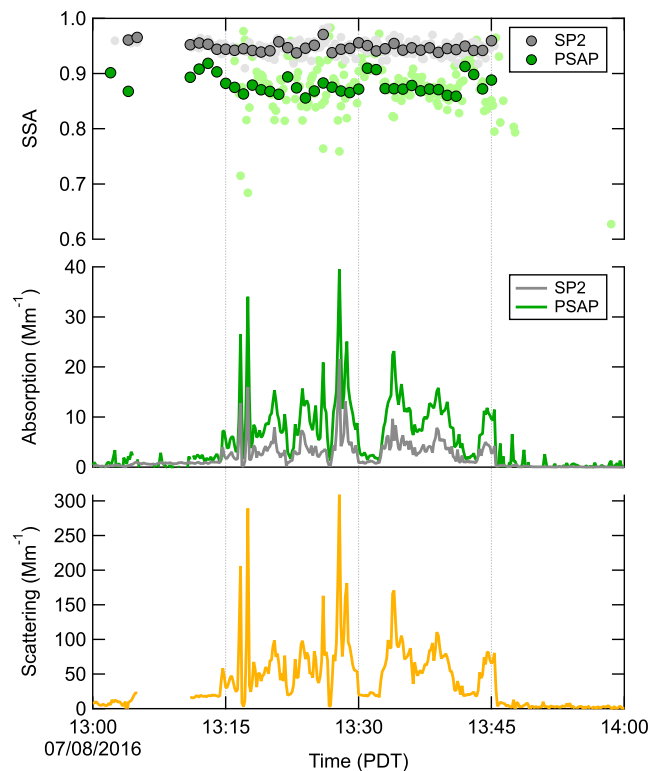 1.0
0.9
0.8
0.7
0.6
SSA
SP2
PSAP
40
30
20
10
0
Absorption (Mm⁻¹)
SP2
PSAP
300
250
200
150
100
50
0
Scattering (Mm⁻¹)
13:00 13:15 13:30 13:45 14:00
07/08/2016
Time (PDT)